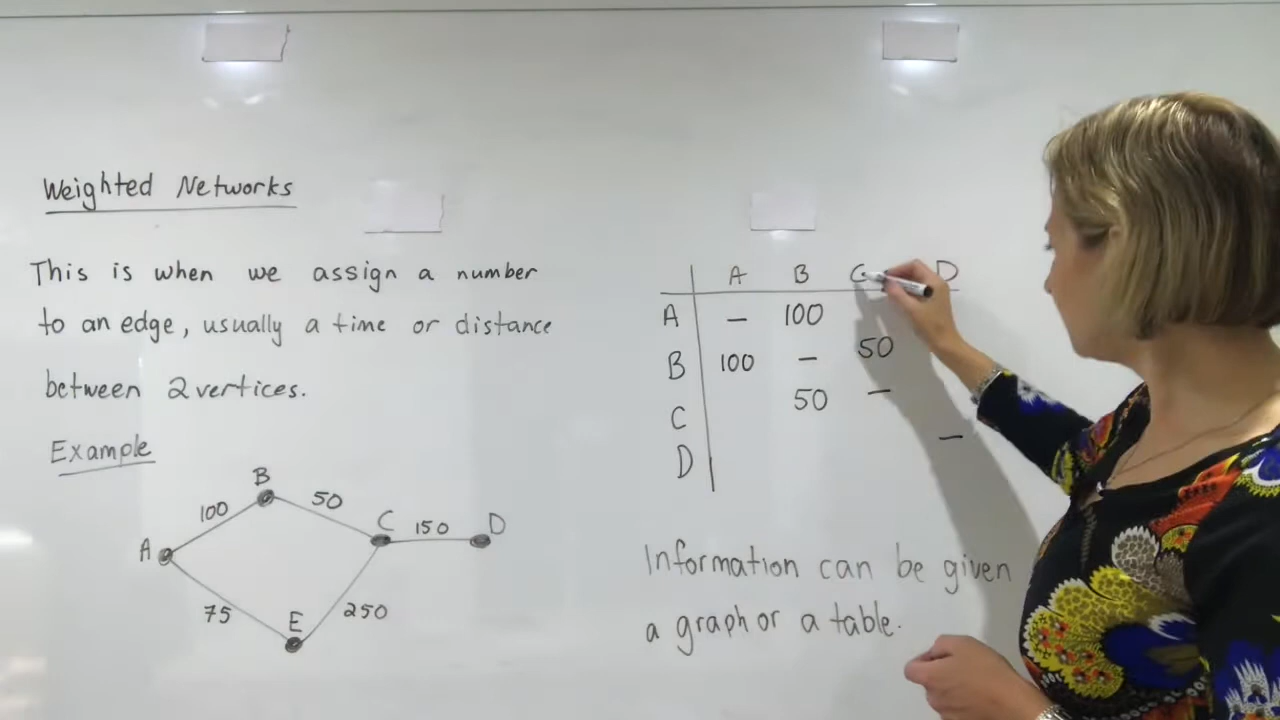 Weighted Networks
This is when we assign a number
to an edge, usually a time or distance
between 2 vertices.
Example
B
100
50
A
C
150
D
75
E
250
A B C D
A — 100
B 100 — 50
C 50 —
D —
Information can be given
a graph or a table.